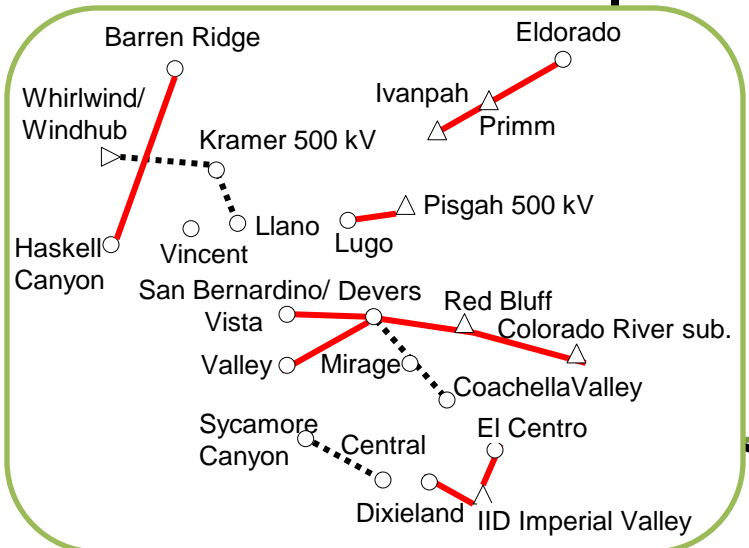 Barren Ridge
Eldorado
Whirlwind/
Windhub
Ivanpah
Primm
Kramer 500 kV
Pisgah 500 kV
Llano
Lugo
Vincent
Haskell
Canyon
San Bernardino/ Devers
Vista
Red Bluff
Colorado River sub.
Valley
Mirage
CoachellaValley
Sycamore
Canyon
Central
El Centro
Dixieland
IID Imperial Valley